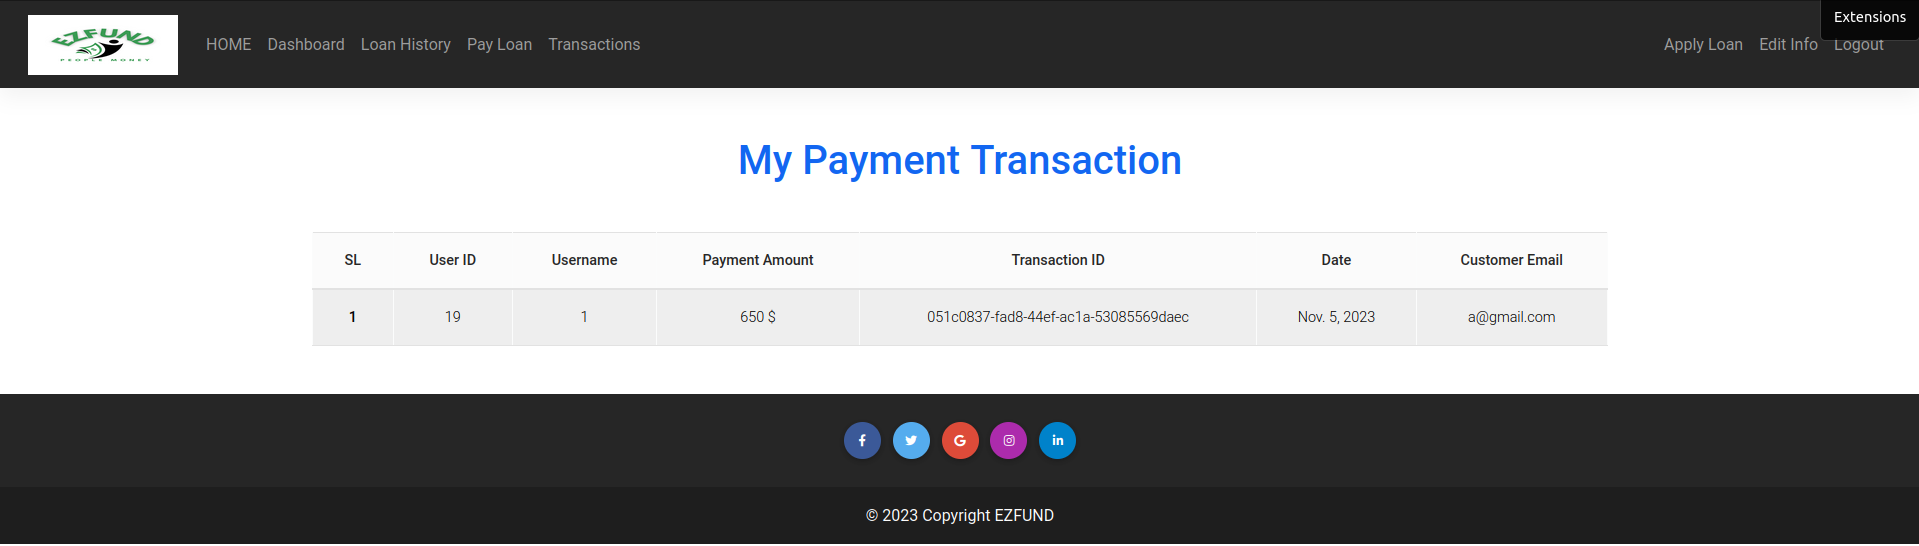 EZFUND
PEOPLE MONEY
HOME Dashboard Loan History Pay Loan Transactions
Apply Loan Edit Info Logout
Extensions
My Payment Transaction
SL User ID Username Payment Amount Transaction ID Date Customer Email
1 19 1 650 $ 051c0837-fad8-44ef-ac1a-53085569daec Nov. 5, 2023 a@gmail.com
© 2023 Copyright EZFUND